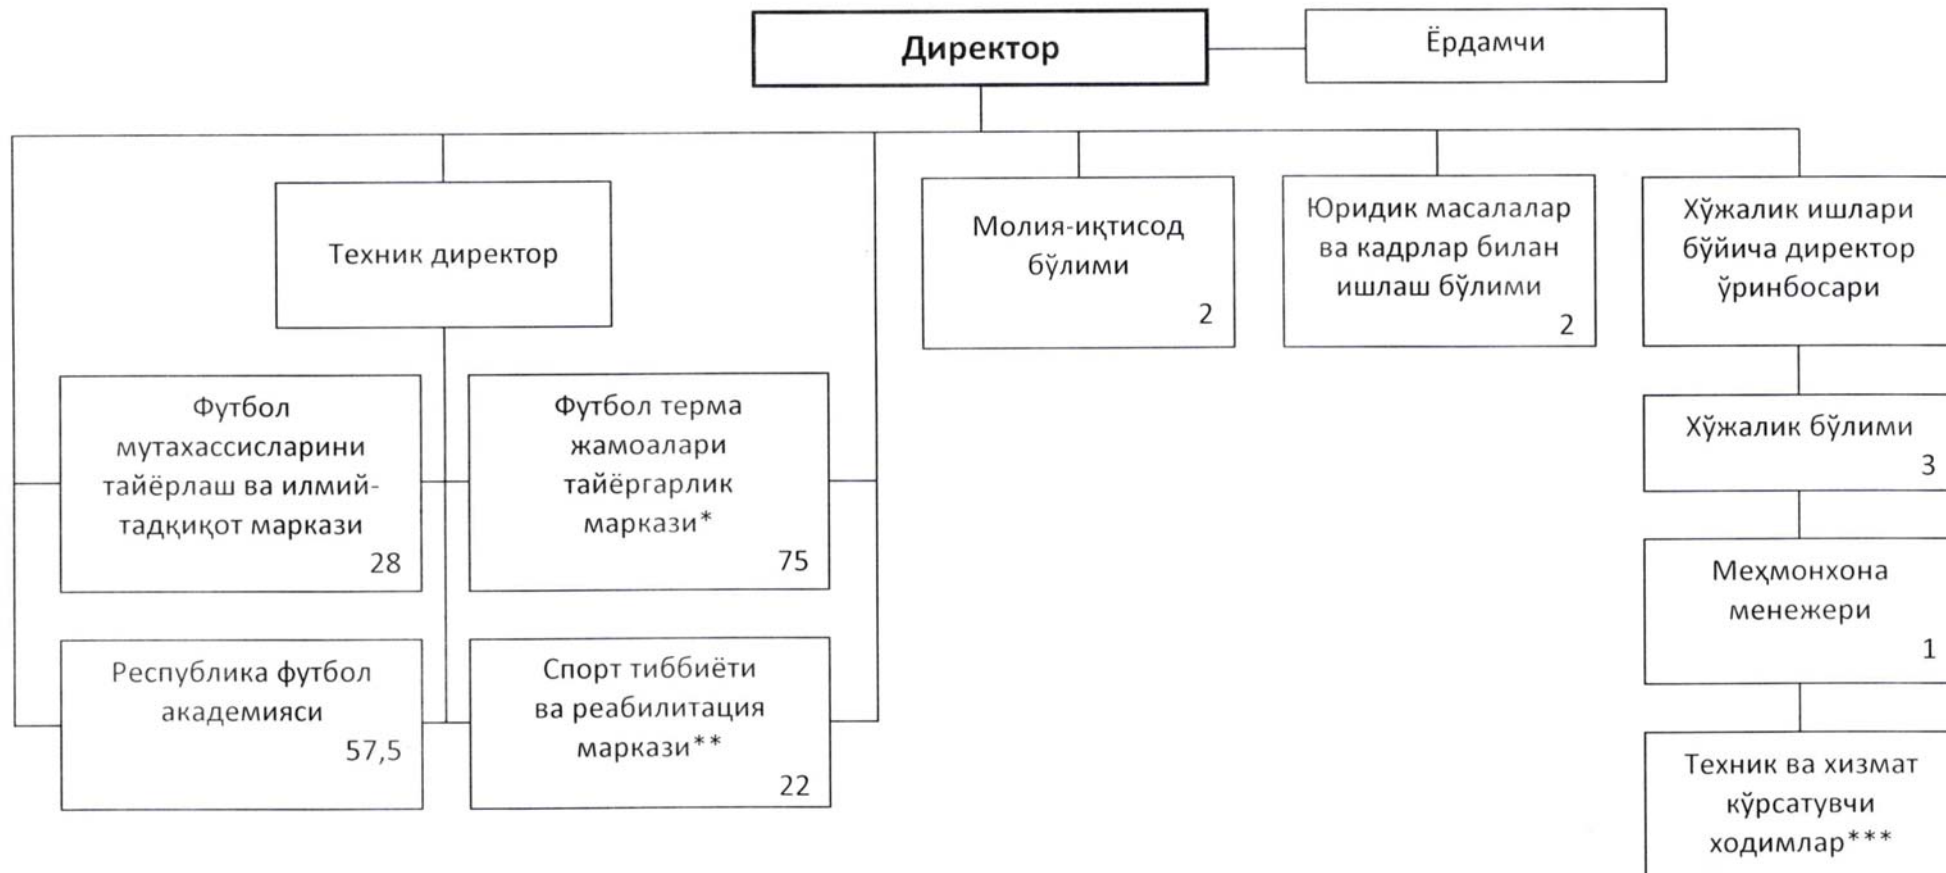 Директор
Ёрдамчи
Техник директор
Молия-иқтисод
бўлими
2
Юридик масалалар
ва кадрлар билан
ишлаш бўлими
2
Хўжалик ишлари
бўйича директор
ўринбосари
Футбол
мутахассисларини
тайёрлаш ва илмий-
тадқиқот маркази
28
Футбол терма
жамоалари
тайёргарлик
маркази*
75
Хўжалик бўлими
3
Меҳмонхона
менежери
1
Республика футбол
академияси
57,5
Спорт тиббиёти
ва реабилитация
маркази**
22
Техник ва хизмат
кўрсатувчи
ходимлар***